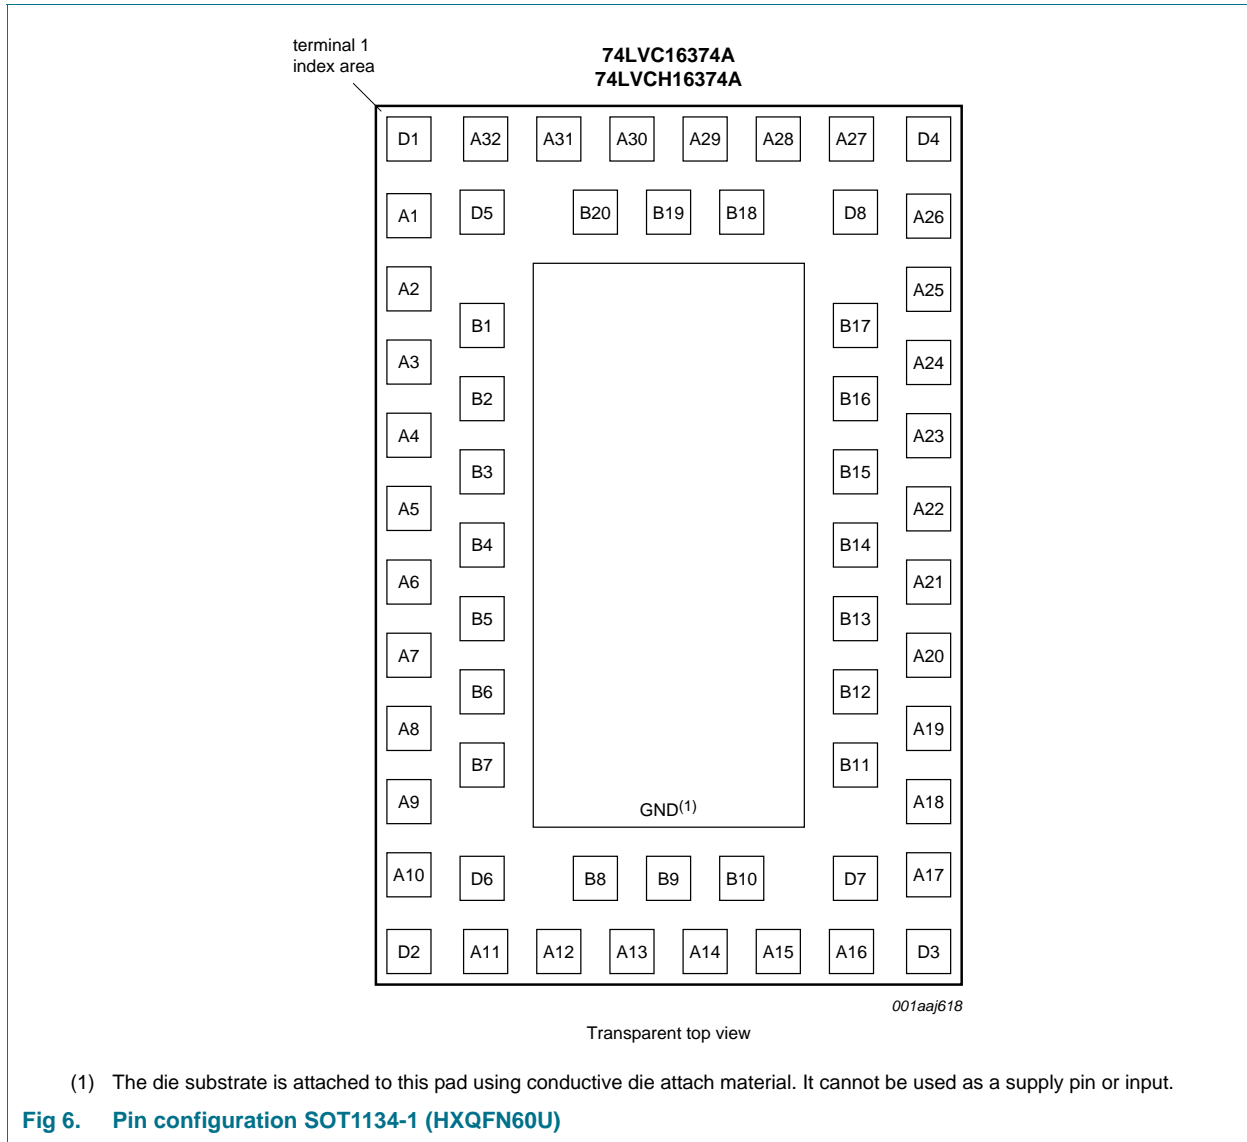 terminal 1
index area
74LVC16374A
74LVCH16374A
D1 A32 A31 A30 A29 A28 A27 D4
A1 D5 B20 B19 B18 D8 A26
A2 A25
B1 B17
A3 A24
B2 B16
A4 A23
B3 B15
A5 A22
B4 B14
A6 A21
B5 B13
A7 A20
B6 B12
A8 A19
B7 B11
A9 GND(1) A18
A10 D6 B8 B9 B10 D7 A17
D2 A11 A12 A13 A14 A15 A16 D3
001aaj618
Transparent top view
(1) The die substrate is attached to this pad using conductive die attach material. It cannot be used as a supply pin or input.
Fig 6. Pin configuration SOT1134-1 (HXQFN60U)